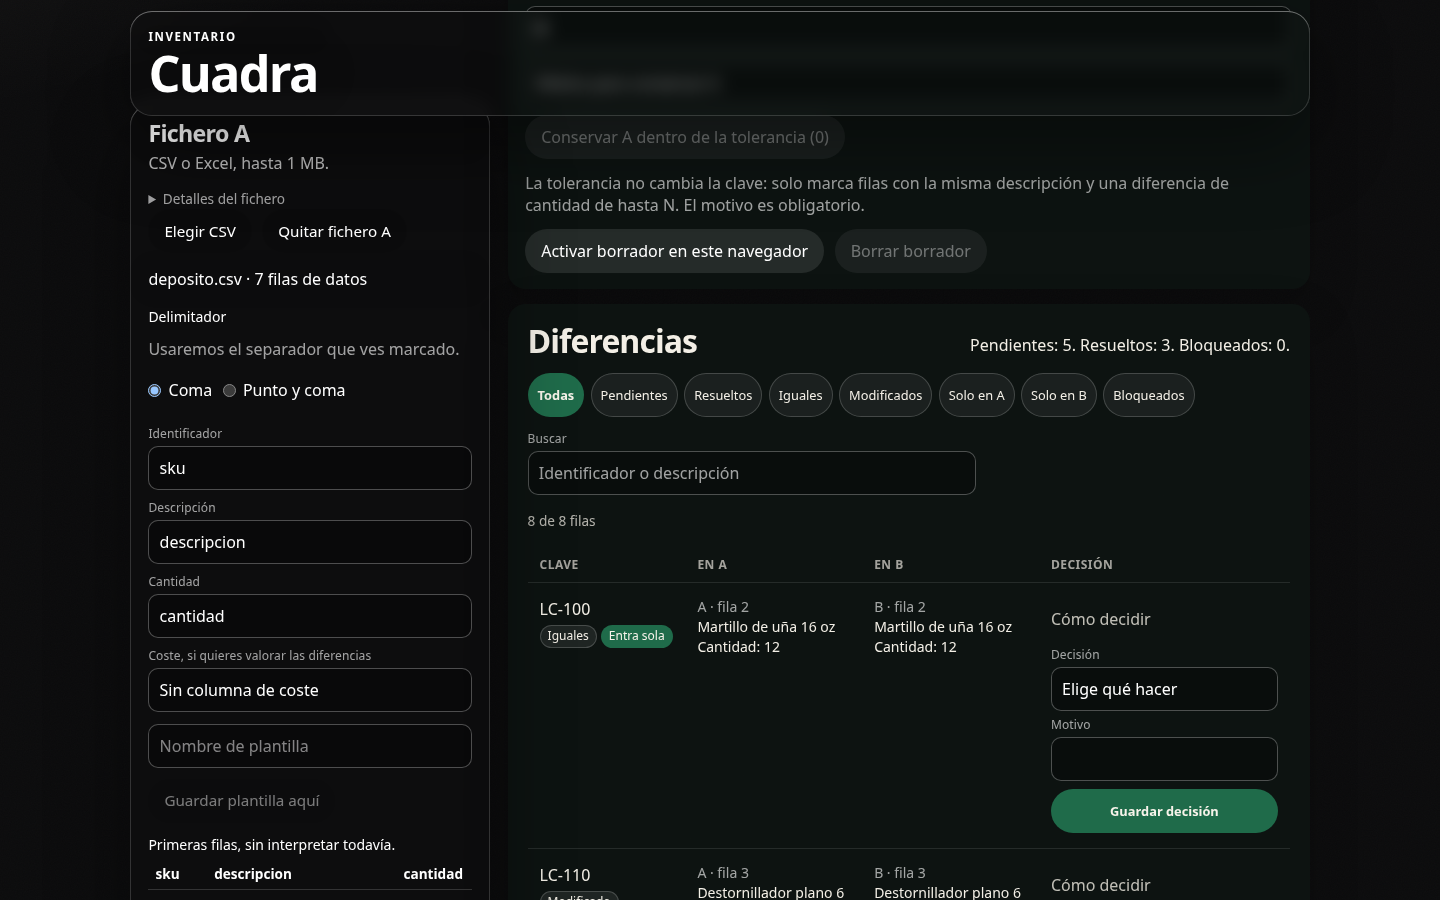 INVENTARIO
Cuadra
Fichero A
CSV o Excel, hasta 1 MB.
Detalles del fichero
Elegir CSV
Quitar fichero A
deposito.csv · 7 filas de datos
Delimitador
Usaremos el separador que ves marcado.
Coma
Punto y coma
Identificador
sku
Descripción
descripcion
Cantidad
cantidad
Coste, si quieres valorar las diferencias
Sin columna de coste
Nombre de plantilla
Guardar plantilla aquí
Primeras filas, sin interpretar todavía.
sku descripcion cantidad
Conservar A dentro de la tolerancia (0)
La tolerancia no cambia la clave: solo marca filas con la misma descripción y una diferencia de
cantidad de hasta N. El motivo es obligatorio.
Activar borrador en este navegador
Borrar borrador
Diferencias
Pendientes: 5. Resueltos: 3. Bloqueados: 0.
Todas
Pendientes
Resueltos
Iguales
Modificados
Solo en A
Solo en B
Bloqueados
Buscar
Identificador o descripción
8 de 8 filas
CLAVE EN A EN B DECISIÓN
LC-100
Iguales
Entra sola
A · fila 2
Martillo de uña 16 oz
Cantidad: 12
B · fila 2
Martillo de uña 16 oz
Cantidad: 12
Cómo decidir
Decisión
Elige qué hacer
Motivo
Guardar decisión
LC-110
Modificado
A · fila 3
Destornillador plano 6
B · fila 3
Destornillador plano 6
Cómo decidir